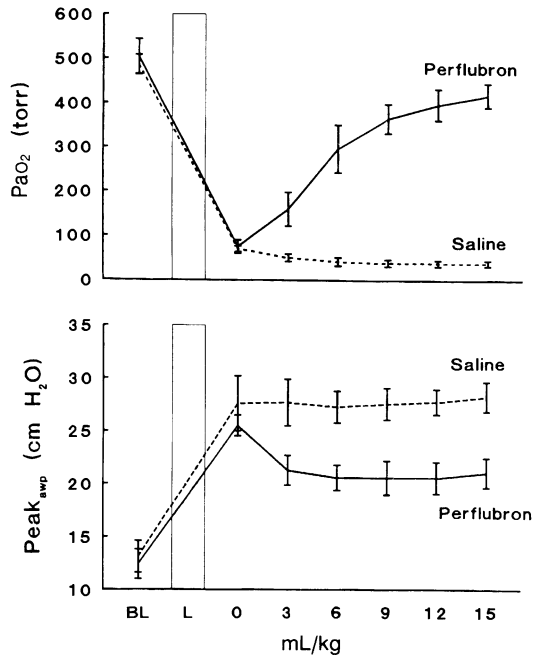 600
500
400
300
200
100
0
PaO₂ (torr)
Perflubron
Saline
35
30
25
20
15
10
Peak_awp (cm H₂O)
Saline
Perflubron
BL L 0 3 6 9 12 15
mL/kg